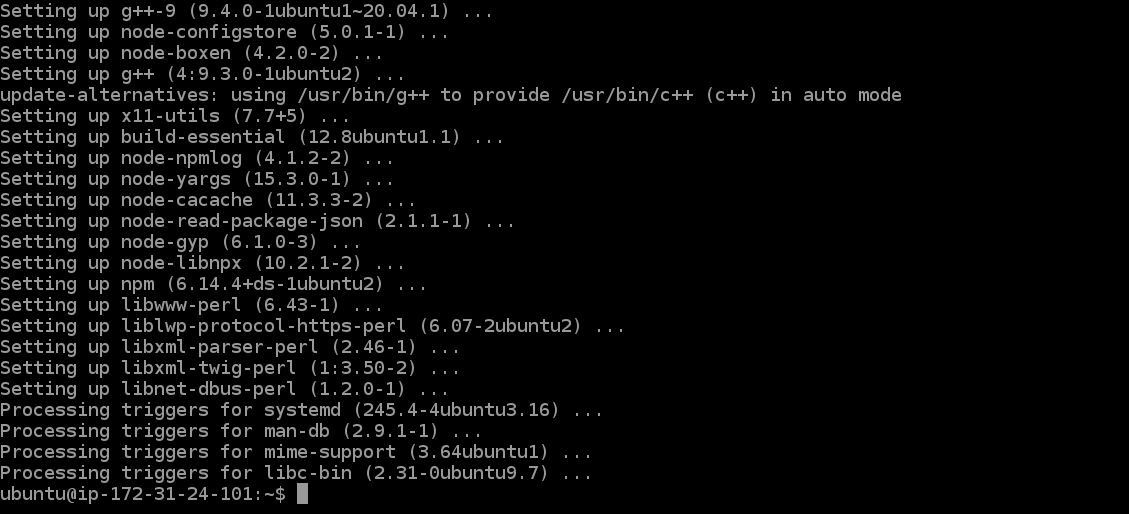 Setting up g++-9 (9.4.0-1ubuntu1~20.04.1) ...
Setting up node-configstore (5.0.1-1) ...
Setting up node-boxen (4.2.0-2) ...
Setting up g++ (4:9.3.0-1ubuntu2) ...
update-alternatives: using /usr/bin/g++ to provide /usr/bin/c++ (c++) in auto mode
Setting up x11-utils (7.7+5) ...
Setting up build-essential (12.8ubuntu1.1) ...
Setting up node-npmlog (4.1.2-2) ...
Setting up node-yargs (15.3.0-1) ...
Setting up node-cacache (11.3.3-2) ...
Setting up node-read-package-json (2.1.1-1) ...
Setting up node-gyp (6.1.0-3) ...
Setting up node-libnpx (10.2.1-2) ...
Setting up npm (6.14.4+ds-1ubuntu2) ...
Setting up libwww-perl (6.43-1) ...
Setting up liblwp-protocol-https-perl (6.07-2ubuntu2) ...
Setting up libxml-parser-perl (2.46-1) ...
Setting up libxml-twig-perl (1:3.50-2) ...
Setting up libnet-dbus-perl (1.2.0-1) ...
Processing triggers for systemd (245.4-4ubuntu3.16) ...
Processing triggers for man-db (2.9.1-1) ...
Processing triggers for mime-support (3.64ubuntu1) ...
Processing triggers for libc-bin (2.31-0ubuntu9.7) ...
ubuntu@ip-172-31-24-101:~$